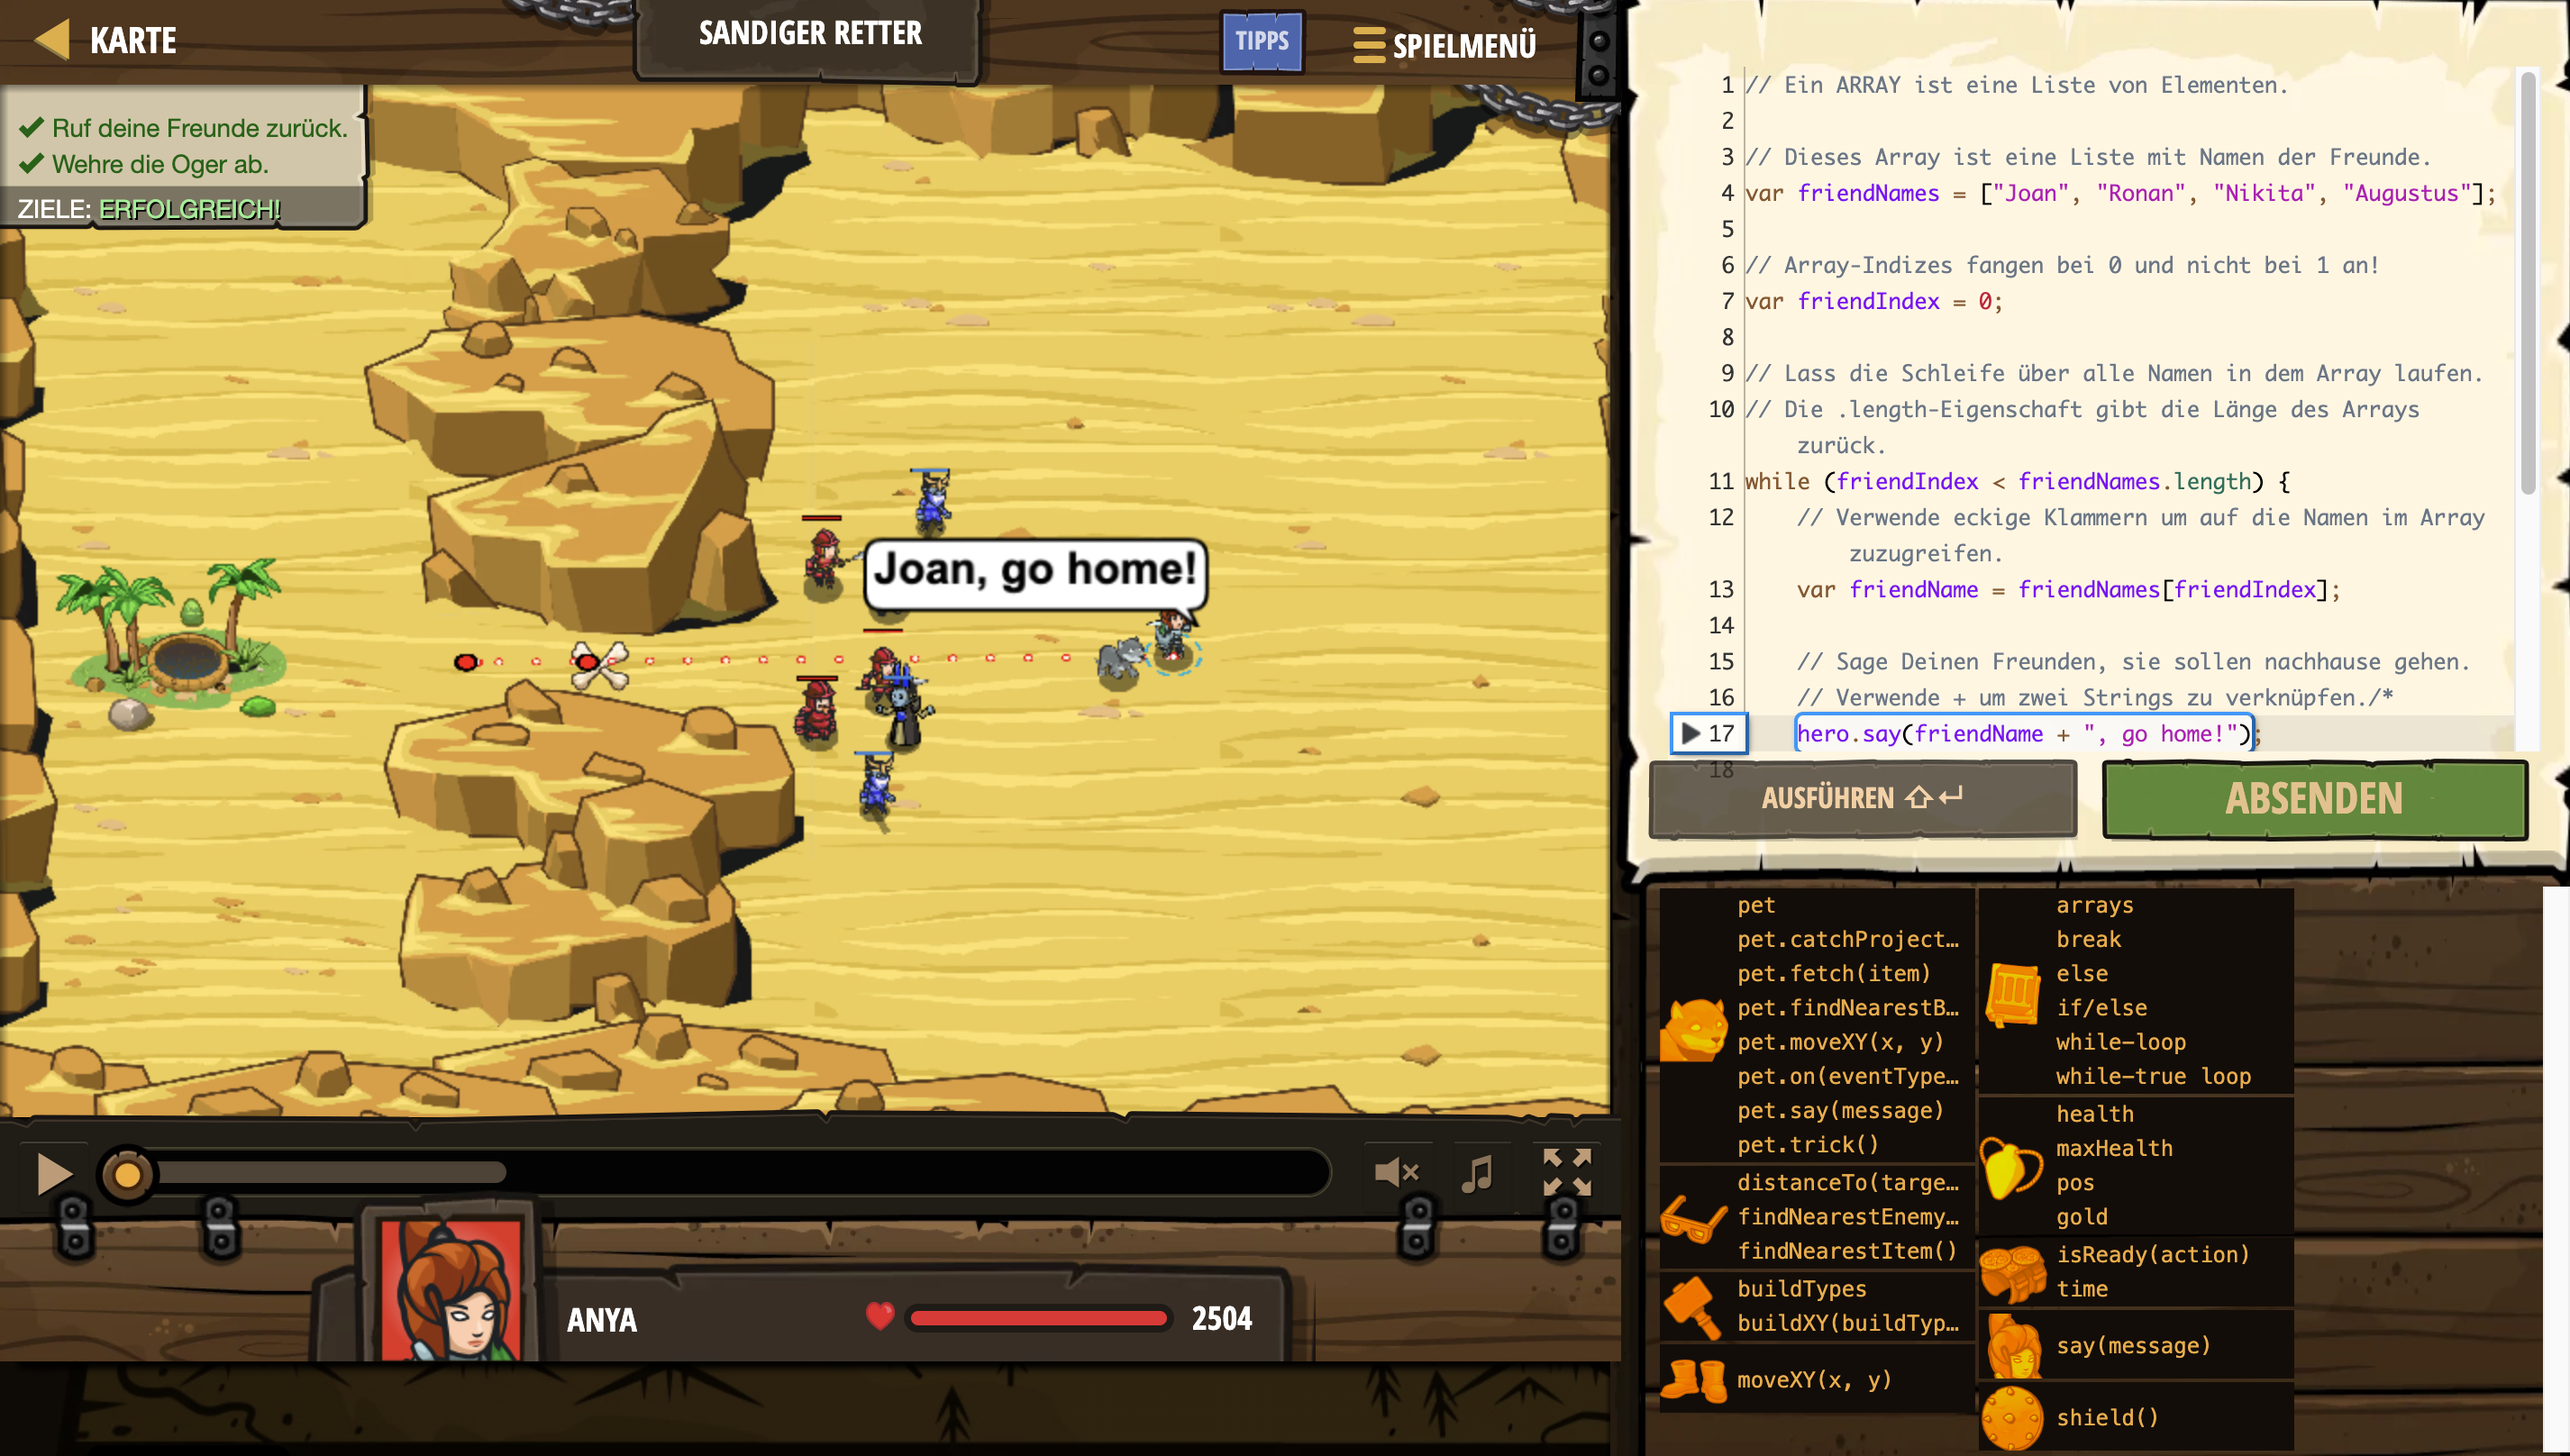 KARTE
SANDIGER RETTER
TIPPS
SPIELMENÜ
Ruf deine Freunde zurück.
Wehre die Oger ab.
ZIELE: ERFOLGREICH!
Joan, go home!
ANYA
2504
1 // Ein ARRAY ist eine Liste von Elementen.
2
3 // Dieses Array ist eine Liste mit Namen der Freunde.
4 var friendNames = ["Joan", "Ronan", "Nikita", "Augustus"];
5
6 // Array-Indizes fangen bei 0 und nicht bei 1 an!
7 var friendIndex = 0;
8
9 // Lass die Schleife über alle Namen in dem Array laufen.
10 // Die .length-Eigenschaft gibt die Länge des Arrays
zurück.
11 while (friendIndex < friendNames.length) {
12 // Verwende eckige Klammern um auf die Namen im Array
zuzugreifen.
13 var friendName = friendNames[friendIndex];
14
15 // Sage Deinen Freunden, sie sollen nachhause gehen.
16 // Verwende + um zwei Strings zu verknüpfen./*
17 hero.say(friendName + ", go home!");
18
AUSFÜHREN
ABSENDEN
pet
pet.catchProject…
pet.fetch(item)
pet.findNearestB…
pet.moveXY(x, y)
pet.on(eventType…
pet.say(message)
pet.trick()
distanceTo(targe…
findNearestEnemy…
findNearestItem()
buildTypes
buildXY(buildTyp…
moveXY(x, y)
arrays
break
else
if/else
while-loop
while-true loop
health
maxHealth
pos
gold
isReady(action)
time
say(message)
shield()